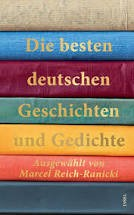 Die besten
deutschen
Geschichten
und Gedichte
Ausgewählt von
Marcel Reich-Ranicki